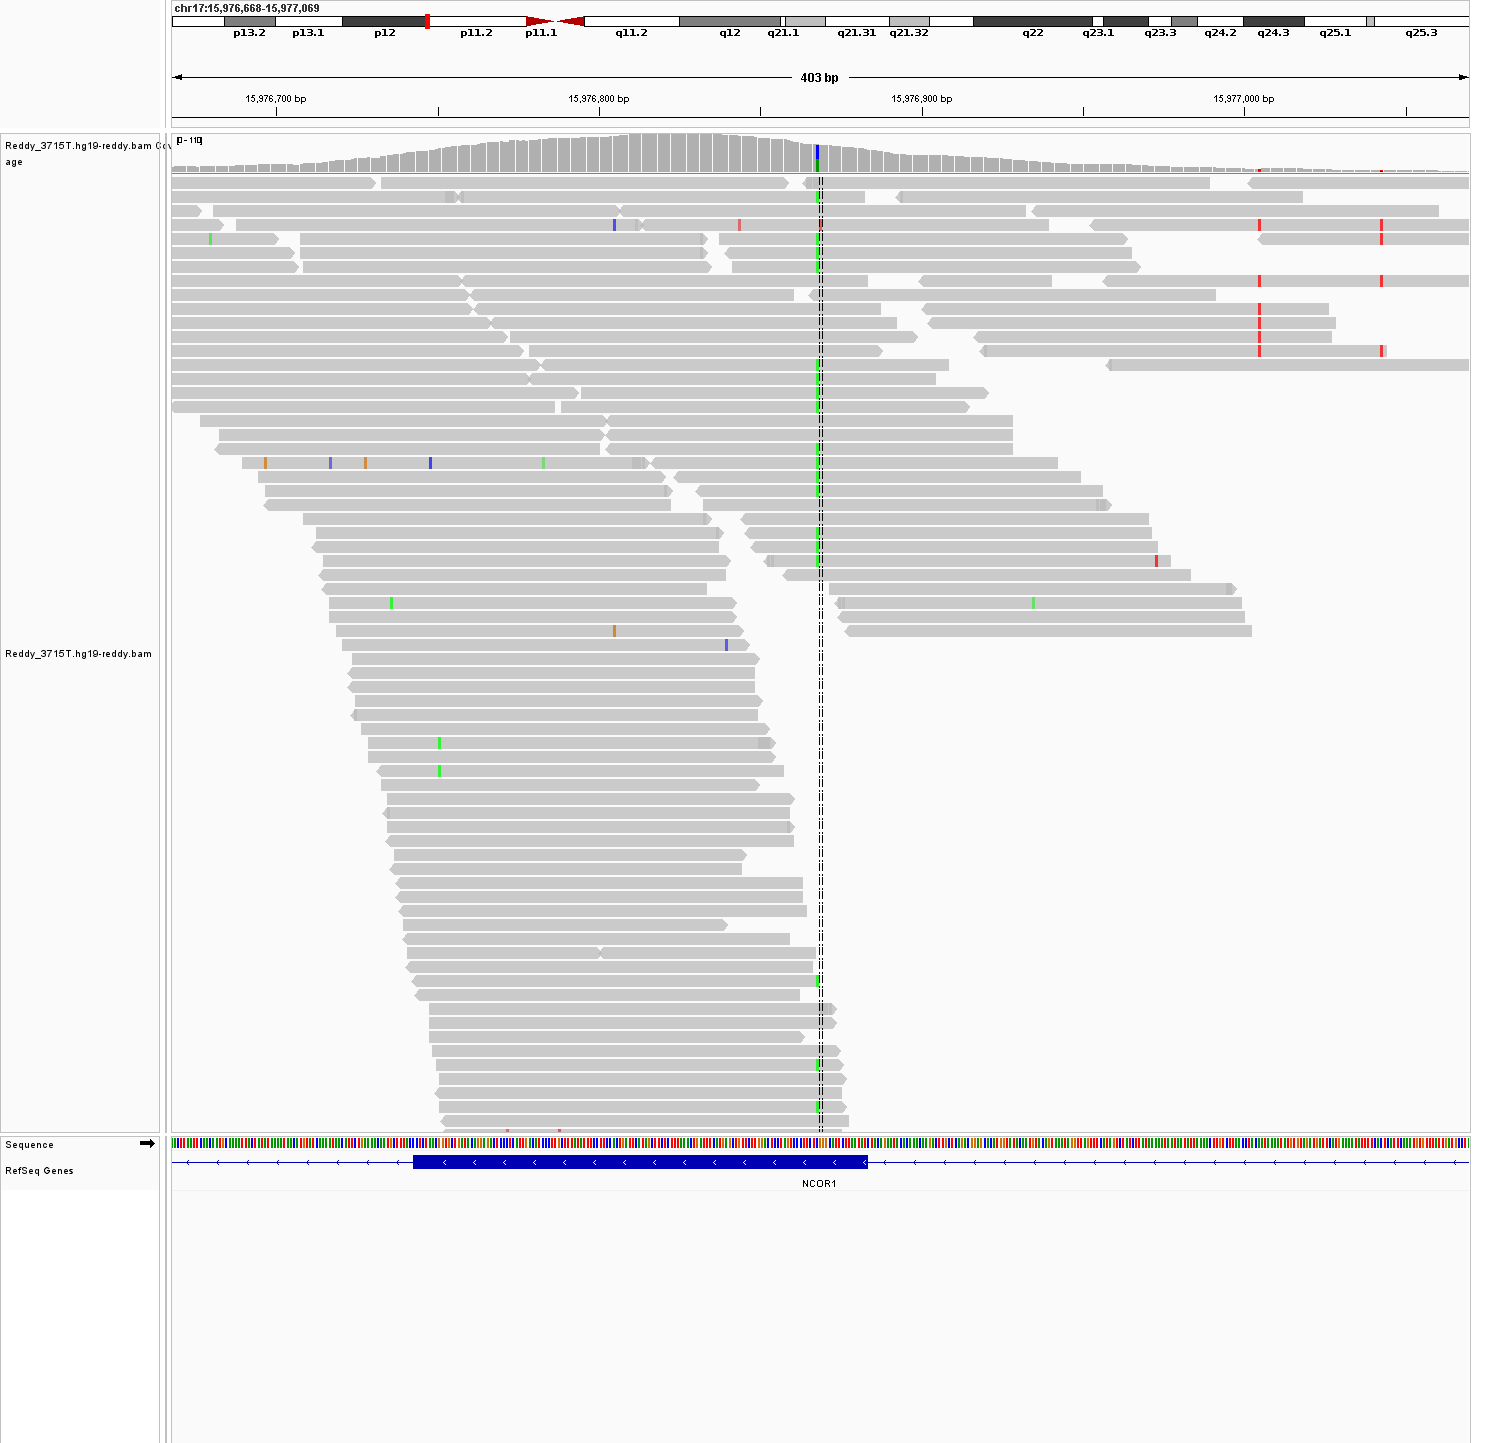 chr17:15,976,668-15,977,069
p13.2 p13.1 p12 p11.2 p11.1 q11.2 q12 q21.1 q21.31 q21.32 q22 q23.1 q23.3 q24.2 q24.3 q25.1 q25.3
403 bp
15,976,700 bp 15,976,800 bp 15,976,900 bp 15,977,000 bp
[0 - 110]
Reddy_3715T.hg19-reddy.bam Cov
age
Reddy_3715T.hg19-reddy.bam
Sequence
RefSeq Genes
NCOR1